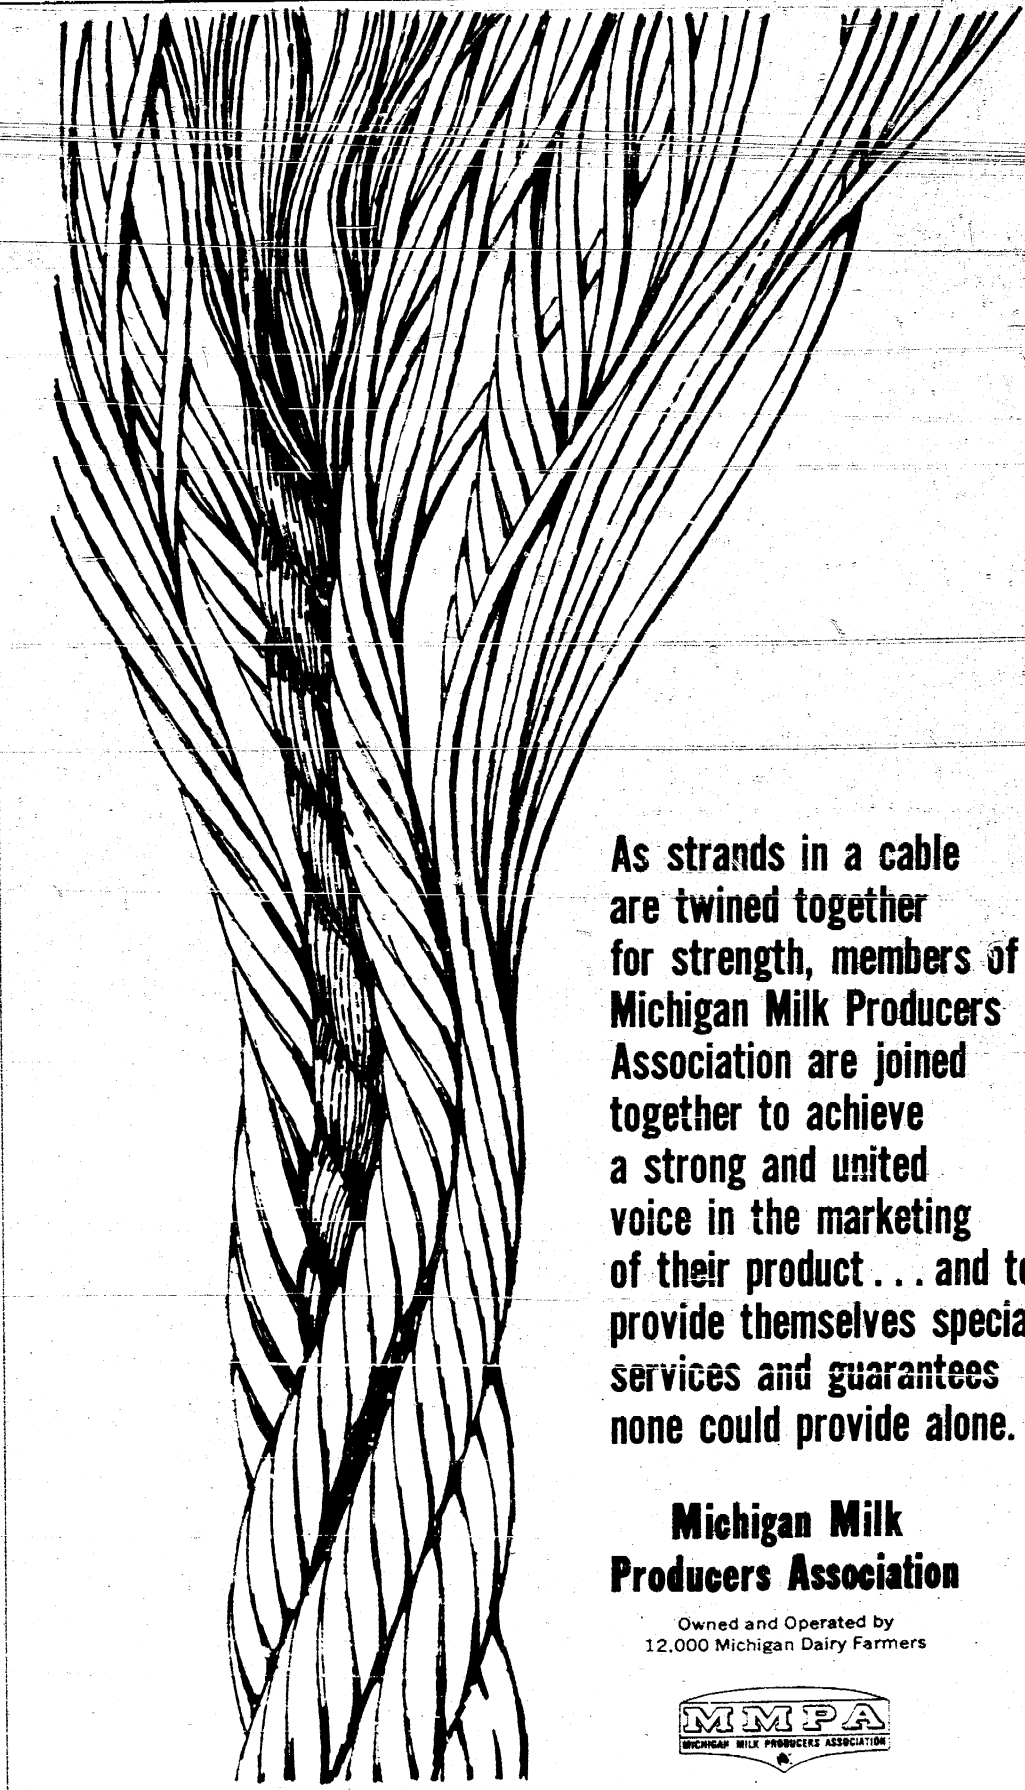 As strands in a cable
are twined together
for strength, members of
Michigan Milk Producers
Association are joined
together to achieve
a strong and united
voice in the marketing
of their product... and to
provide themselves specia
services and guarantees
none could provide alone.
Michigan Milk
Producers Association
Owned and Operated by
12,000 Michigan Dairy Farmers
MMPA
MICHIGAN MILK PRODUCERS ASSOCIATION